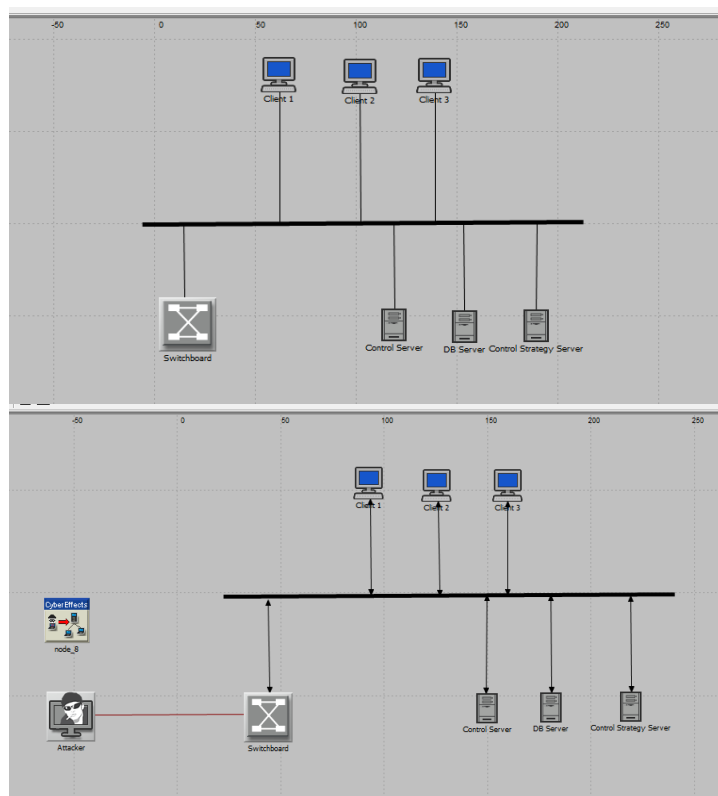 -50 0 50 100 150 200 250
Client 1 Client 2 Client 3
Switchboard Control Server DB Server Control Strategy Server
-50 0 50 100 150 200 250
Client 1 Client 2 Client 3
CyberEffects
node_8
Attacker Switchboard Control Server DB Server Control Strategy Server